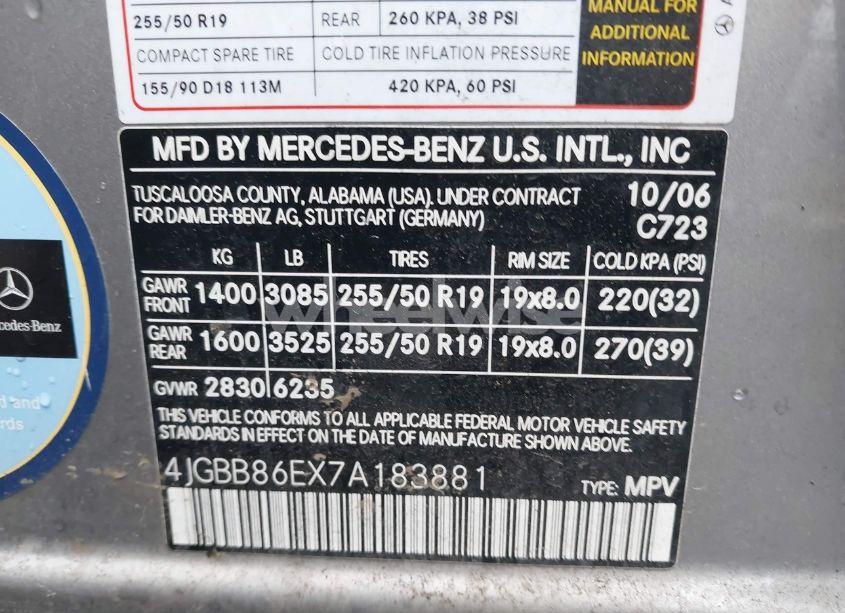 255/50 R19 REAR 260 KPA, 38 PSI
COMPACT SPARE TIRE COLD TIRE INFLATION PRESSURE
155/90 D18 113M 420 KPA, 60 PSI
MANUAL FOR
ADDITIONAL
INFORMATION
MFD BY MERCEDES-BENZ U.S. INTL., INC
TUSCALOOSA COUNTY, ALABAMA (USA). UNDER CONTRACT 10/06
FOR DAIMLER-BENZ AG, STUTTGART (GERMANY) C723
KG LB TIRES RIM SIZE COLD KPA (PSI)
GAWR FRONT 1400 3085 255/50 R19 19x8.0 220(32)
GAWR REAR 1600 3525 255/50 R19 19x8.0 270(39)
GVWR 2830 6235
THIS VEHICLE CONFORMS TO ALL APPLICABLE FEDERAL MOTOR VEHICLE SAFETY
STANDARDS IN EFFECT ON THE DATE OF MANUFACTURE SHOWN ABOVE.
4JGBB86EX7A183881 TYPE: MPV
cedes-Benz
d and
rds
wheelwise